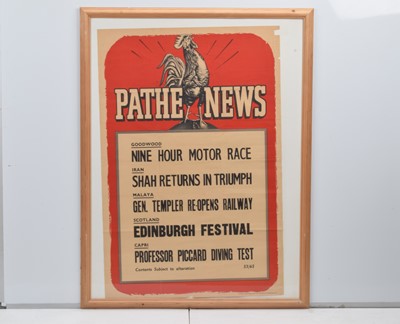 PATHE NEWS
GOODWOOD
NINE HOUR MOTOR RACE
IRAN
SHAH RETURNS IN TRIUMPH
MALAYA
GEN. TEMPLER RE-OPENS RAILWAY
SCOTLAND
EDINBURGH FESTIVAL
CAPRI
PROFESSOR PICCARD DIVING TEST
Contents Subject to alteration